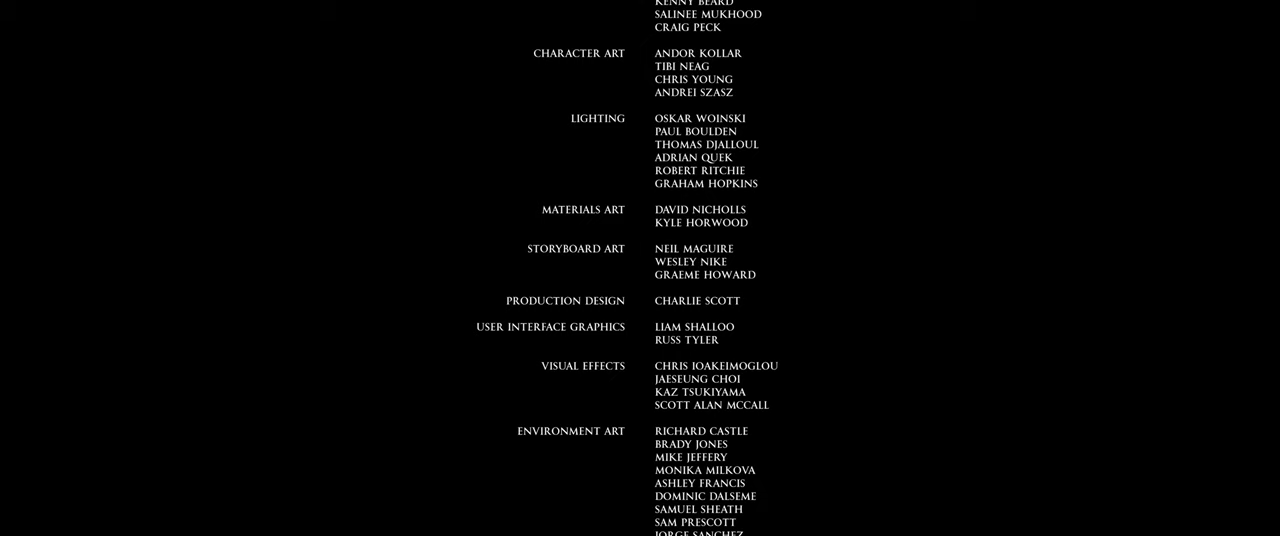 KENNY BEARD
SALINEE MUKHOOD
CRAIG PECK
CHARACTER ART ANDOR KOLLAR
TIBI NEAG
CHRIS YOUNG
ANDREI SZASZ
LIGHTING OSKAR WOINSKI
PAUL BOULDEN
THOMAS DJALLOUL
ADRIAN QUEK
ROBERT RITCHIE
GRAHAM HOPKINS
MATERIALS ART DAVID NICHOLLS
KYLE HORWOOD
STORYBOARD ART NEIL MAGUIRE
WESLEY NIKE
GRAEME HOWARD
PRODUCTION DESIGN CHARLIE SCOTT
USER INTERFACE GRAPHICS LIAM SHALLOO
RUSS TYLER
VISUAL EFFECTS CHRIS IOAKEIMOGLOU
JAESEUNG CHOI
KAZ TSUKIYAMA
SCOTT ALAN MCCALL
ENVIRONMENT ART RICHARD CASTLE
BRADY JONES
MIKE JEFFERY
MONIKA MILKOVA
ASHLEY FRANCIS
DOMINIC DALSEME
SAMUEL SHEATH
SAM PRESCOTT
JORGE SANCHEZ